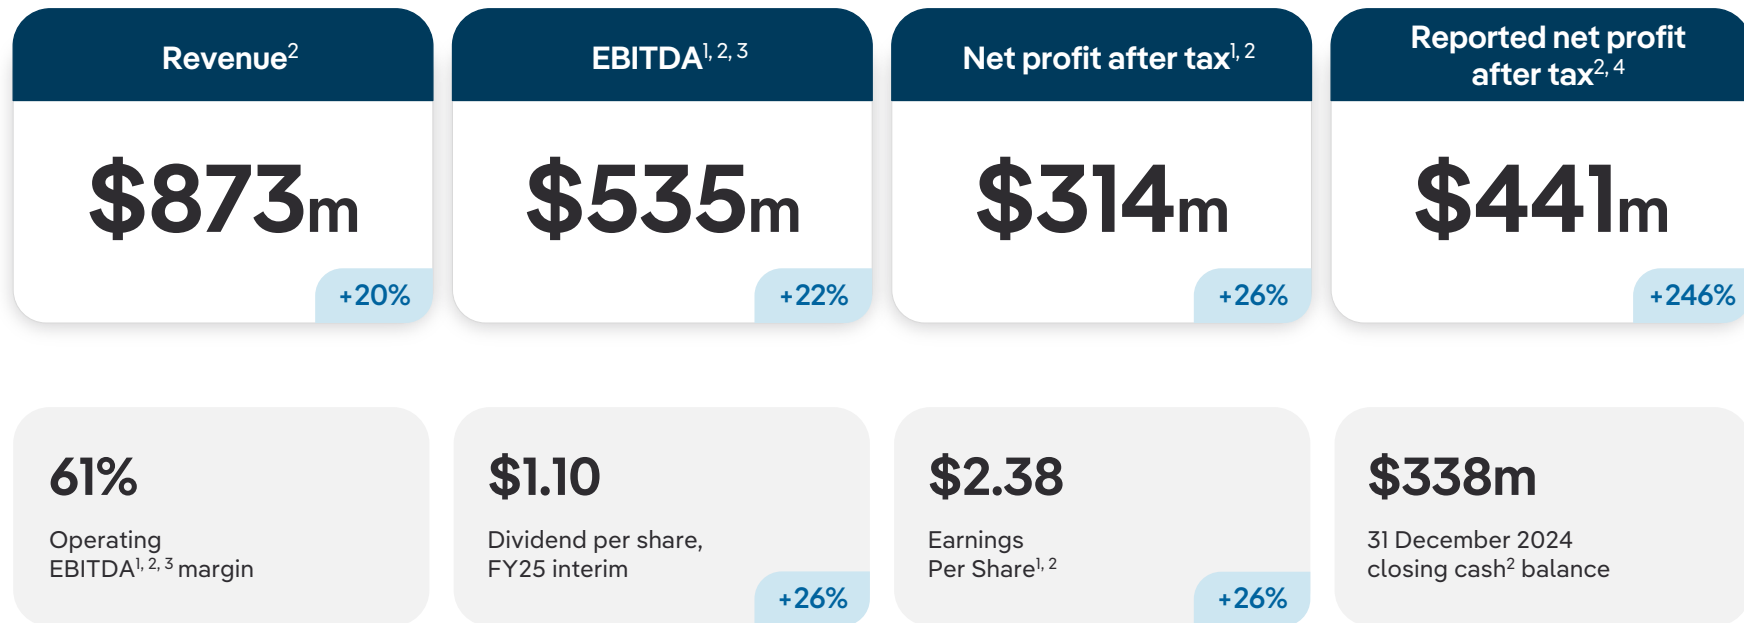 Revenue²
$873m
+20%
EBITDA¹˒ ²˒ ³
$535m
+22%
Net profit after tax¹˒ ²
$314m
+26%
Reported net profit
after tax²˒ ⁴
$441m
+246%
61%
Operating
EBITDA¹˒ ²˒ ³ margin
$1.10
Dividend per share,
FY25 interim
+26%
$2.38
Earnings
Per Share¹˒ ²
+26%
$338m
31 December 2024
closing cash² balance